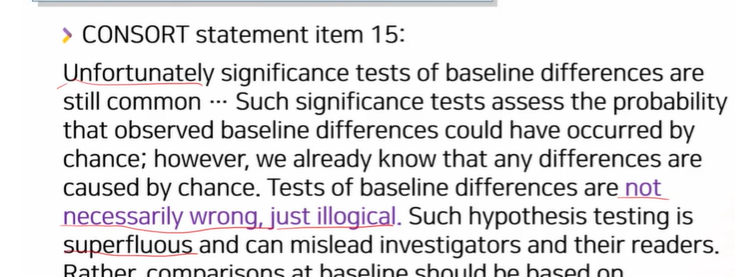 CONSORT statement item 15:
Unfortunately significance tests of baseline differences are
still common ··· Such significance tests assess the probability
that observed baseline differences could have occurred by
chance; however, we already know that any differences are
caused by chance. Tests of baseline differences are not
necessarily wrong, just illogical. Such hypothesis testing is
superfluous and can mislead investigators and their readers.
Rather, comparisons at baseline should be based on